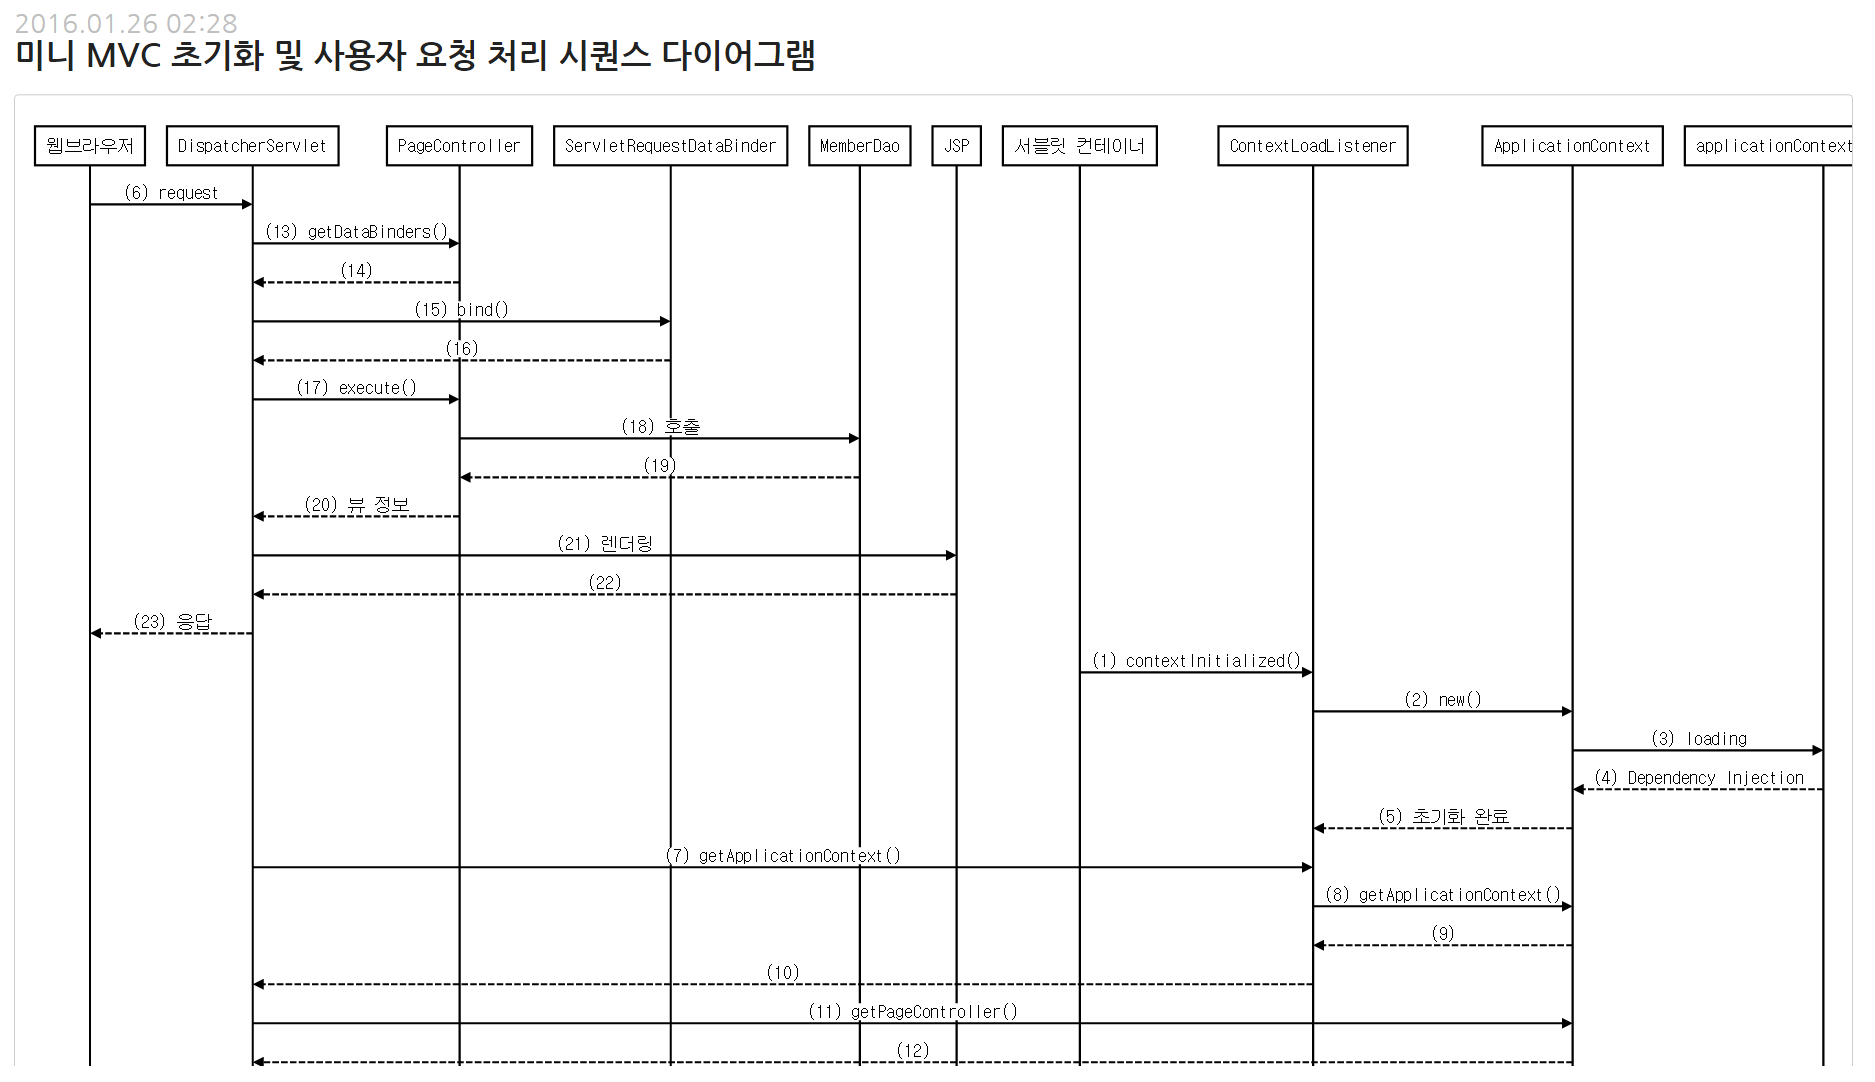 2016.01.26 02:28
미니 MVC 초기화 및 사용자 요청 처리 시퀀스 다이어그램
웹브라우저 DispatcherServlet PageController ServletRequestDataBinder MemberDao JSP 서블릿 컨테이너 ContextLoadListener ApplicationContext applicationContext
(6) request
(13) getDataBinders()
(14)
(15) bind()
(16)
(17) execute()
(18) 호출
(19)
(20) 뷰 정보
(21) 렌더링
(22)
(23) 응답
(1) contextInitialized()
(2) new()
(3) loading
(4) Dependency Injection
(5) 초기화 완료
(7) getApplicationContext()
(8) getApplicationContext()
(9)
(10)
(11) getPageController()
(12)